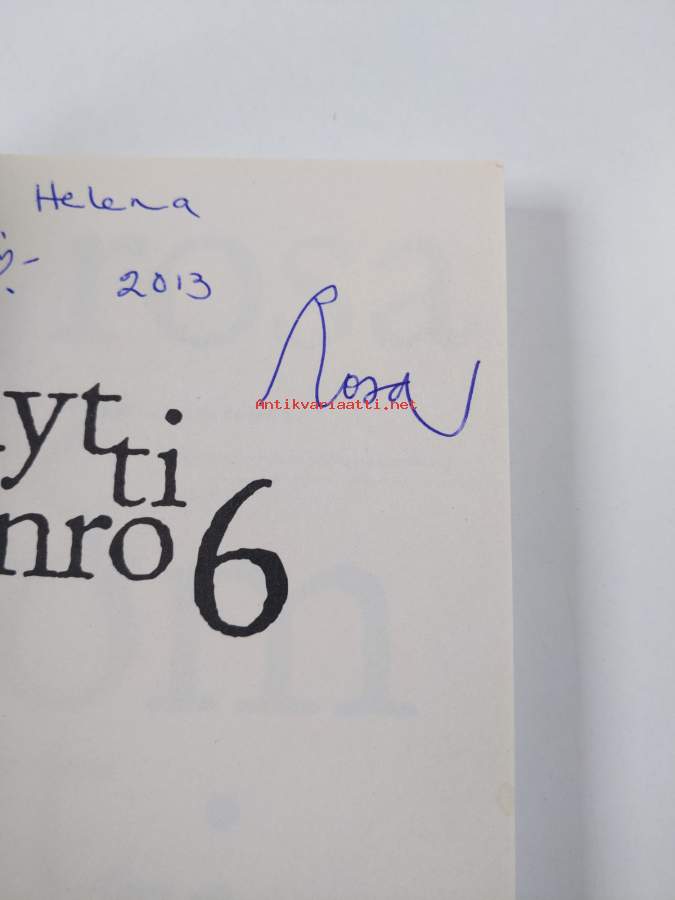 Helena
2013
Rosa
Antikvariaatti.net
ytti
nro 6